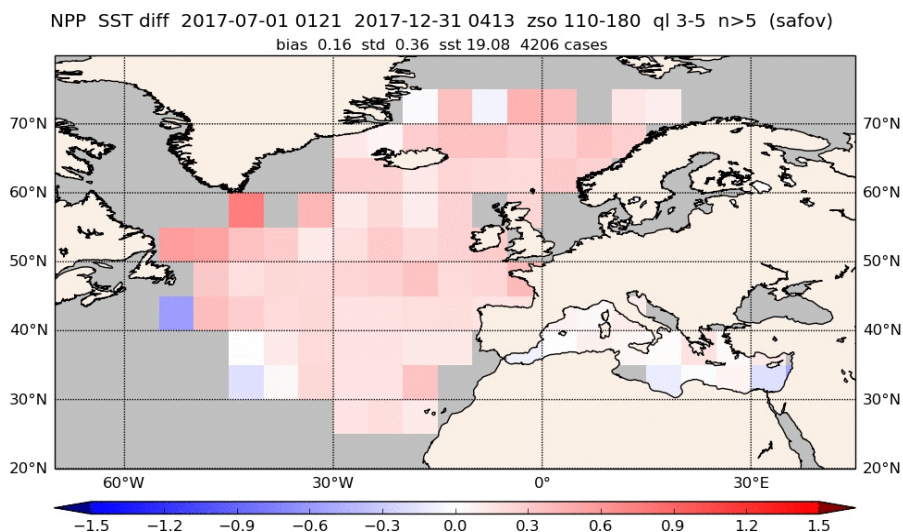 NPP SST diff 2017-07-01 0121 2017-12-31 0413 zso 110-180 ql 3-5 n>5 (safov)
bias 0.16 std 0.36 sst 19.08 4206 cases
70°N 70°N
60°N 60°N
50°N 50°N
40°N 40°N
30°N 30°N
20°N 20°N
60°W 30°W 0° 30°E
−1.5 −1.2 −0.9 −0.6 −0.3 0.0 0.3 0.6 0.9 1.2 1.5